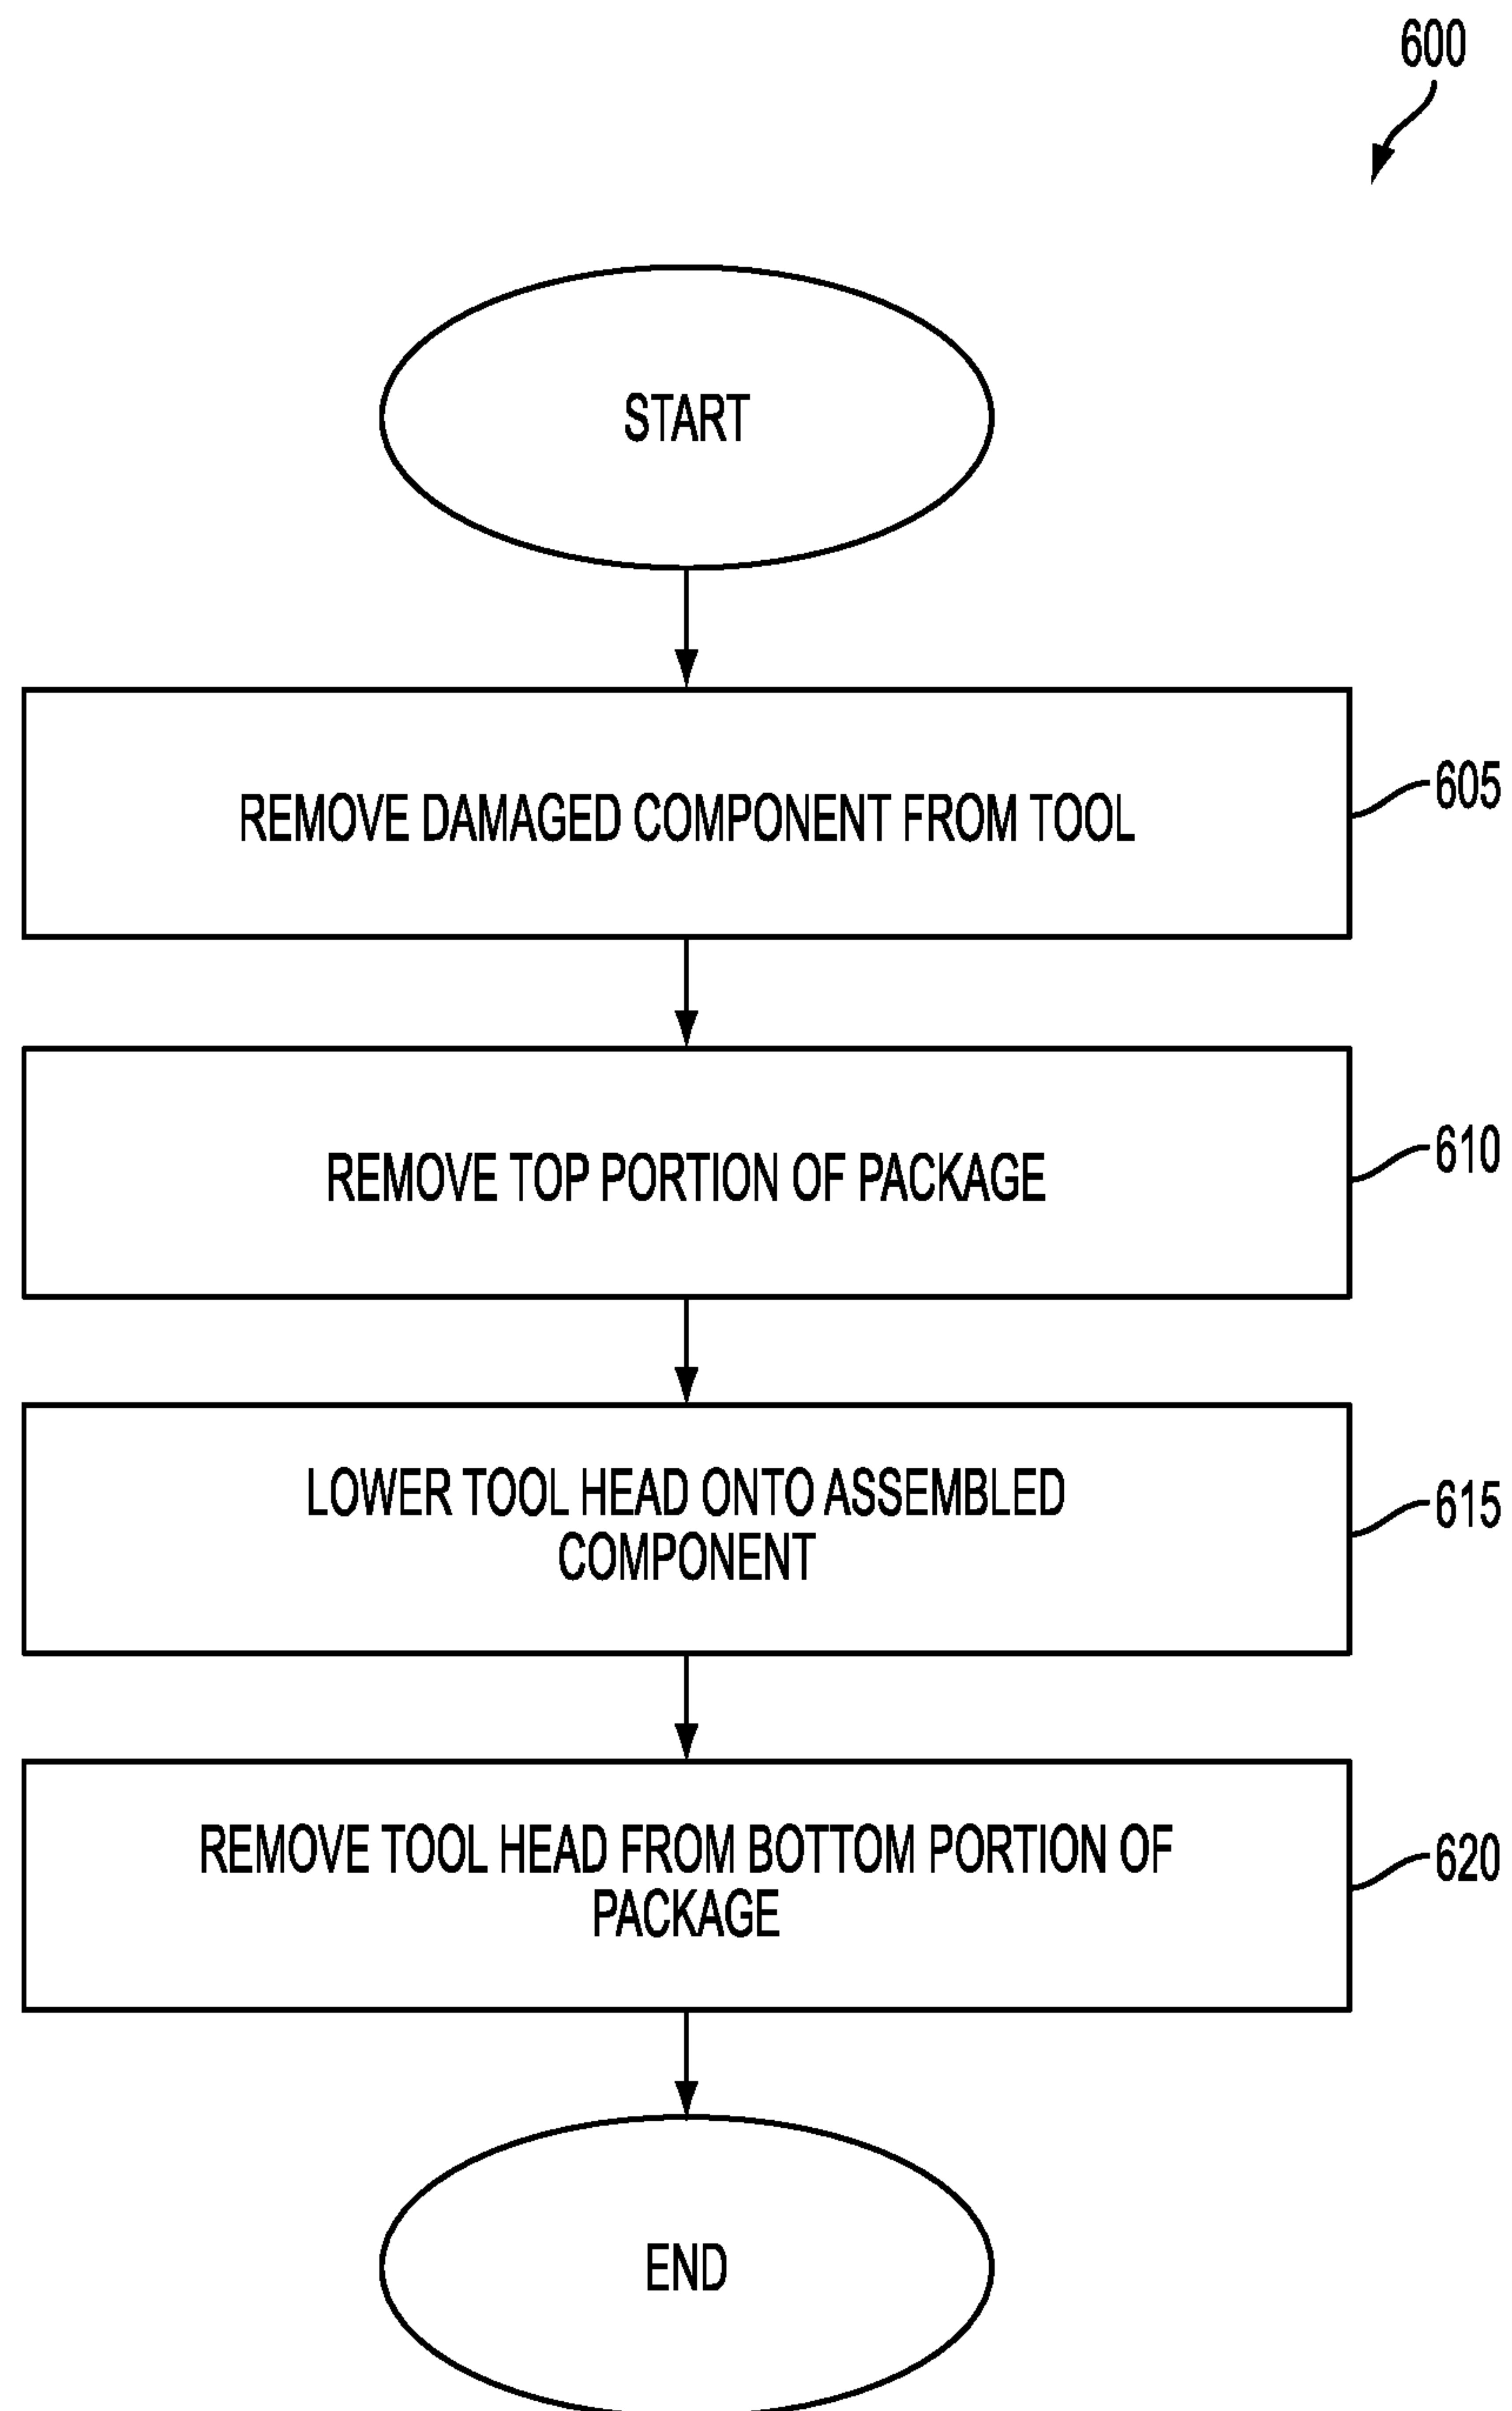 600
START
REMOVE DAMAGED COMPONENT FROM TOOL
605
REMOVE TOP PORTION OF PACKAGE
610
LOWER TOOL HEAD ONTO ASSEMBLED
COMPONENT
615
REMOVE TOOL HEAD FROM BOTTOM PORTION OF
PACKAGE
620
END